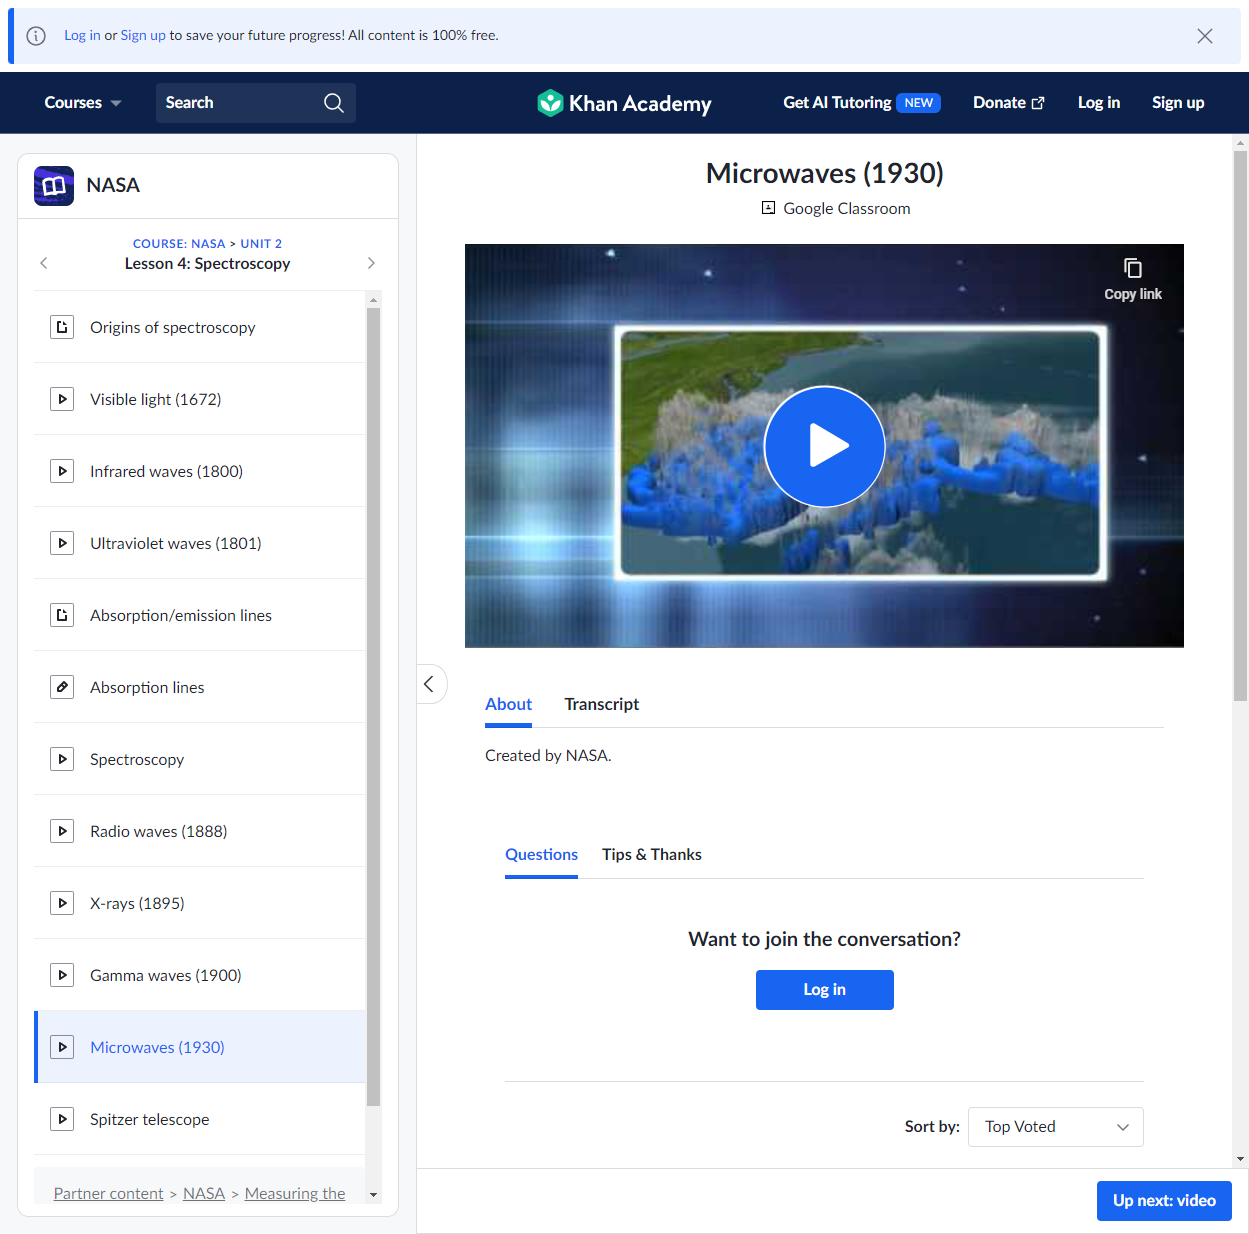 Log in or Sign up to save your future progress! All content is 100% free.
Courses
Search
Khan Academy
Get AI Tutoring NEW
Donate
Log in
Sign up
NASA
COURSE: NASA > UNIT 2
Lesson 4: Spectroscopy
Origins of spectroscopy
Visible light (1672)
Infrared waves (1800)
Ultraviolet waves (1801)
Absorption/emission lines
Absorption lines
Spectroscopy
Radio waves (1888)
X-rays (1895)
Gamma waves (1900)
Microwaves (1930)
Spitzer telescope
Partner content > NASA > Measuring the
Microwaves (1930)
Google Classroom
Copy link
About
Transcript
Created by NASA.
Questions
Tips & Thanks
Want to join the conversation?
Log in
Sort by:
Top Voted
Up next: video